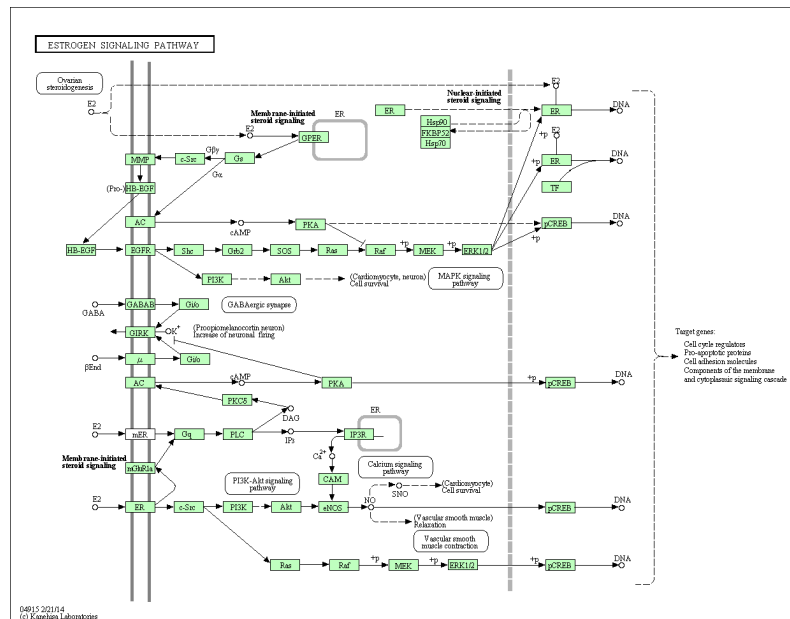 ESTROGEN SIGNALING PATHWAY
Ovarian
steroidogenesis
E2
E2
Membrane-initiated
steroid signaling
ER
GPER
Nuclear-initiated
steroid signaling
ER
Hsp90
FKBP52
Hsp70
E2
ER
DNA
+p
E2
+p
ER
DNA
TF
MMP
c-Src
Gβγ
Gs
Gα
(Pro-)
HB-EGF
AC
cAMP
PKA
pCREB
DNA
+p
HB-EGF
EGFR
Shc
Grb2
SOS
Ras
Raf
+p
MEK
+p
ERK1/2
PI3K
Akt
(Cardiomyocyte, neuron)
Cell survival
MAPK signaling
pathway
GABA
GABAB
Gi/o
GABAergic synapse
GIRK
K+
(Proopiomelanocortin neuron)
Increase of neuronal firing
βEnd
μ
Gi/o
AC
cAMP
PKA
+p
pCREB
DNA
PKCδ
DAG
E2
mER
Gq
PLC
IP3
ER
IP3R
Ca2+
Membrane-initiated
steroid signaling
mGluR1a
PI3K-Akt signaling
pathway
CAM
Calcium signaling
pathway
SNO
(Cardiomyocyte)
Cell survival
E2
ER
c-Src
PI3K
Akt
eNOS
NO
+p
pCREB
DNA
(Vascular smooth muscle)
Relaxation
Vascular smooth
muscle contraction
Ras
Raf
+p
MEK
+p
ERK1/2
+p
pCREB
DNA
Target genes:
Cell cycle regulators
Pro-apoptotic proteins
Cell adhesion molecules
Components of the membrane
and cytoplasmic signaling cascade
04915 2/21/14
(c) Kanehisa Laboratories